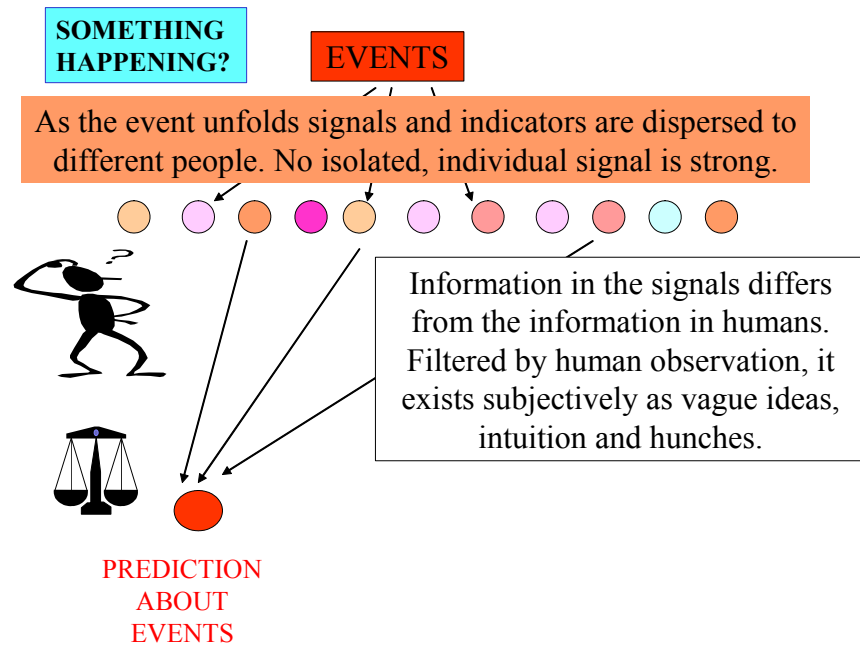 SOMETHING
HAPPENING?
EVENTS
As the event unfolds signals and indicators are dispersed to
different people. No isolated, individual signal is strong.
?
Information in the signals differs
from the information in humans.
Filtered by human observation, it
exists subjectively as vague ideas,
intuition and hunches.
PREDICTION
ABOUT
EVENTS